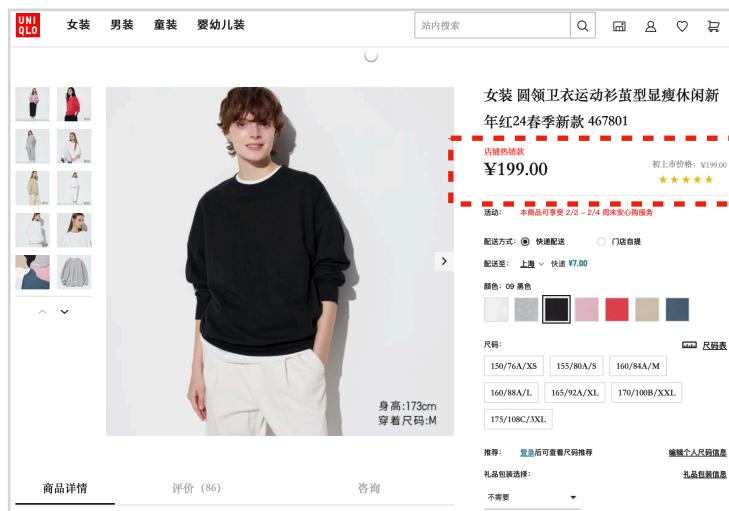 UNI
QLO
女装 男装 童装 婴幼儿装
站内搜索
女装 圆领卫衣运动衫茧型显瘦休闲新
年红24春季新款 467801
店铺热销款
¥199.00
初上市价格: ¥199.00
★★★★★
活动: 本商品可享受 2/2 – 2/4 周末安心购服务
配送方式: 快递配送 门店自提
配送至: 上海 快递 ¥7.00
颜色: 09 黑色
尺码: 尺码表
150/76A/XS 155/80A/S 160/84A/M
160/88A/L 165/92A/XL 170/100B/XXL
175/108C/3XL
身高:173cm
穿着尺码:M
推荐: 登录后可查看尺码推荐 编辑个人尺码信息
礼品包装选择: 礼品包装信息
不需要
商品详情 评价（86） 咨询